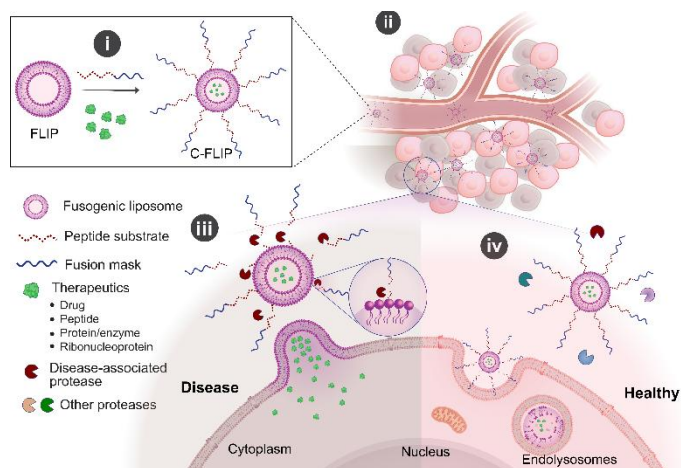 i
FLIP
C-FLIP
ii
Fusogenic liposome
Peptide substrate
Fusion mask
Therapeutics
• Drug
• Peptide
• Protein/enzyme
• Ribonucleoprotein
Disease-associated
protease
Other proteases
iii
iv
Disease
Healthy
Cytoplasm
Nucleus
Endolysosomes